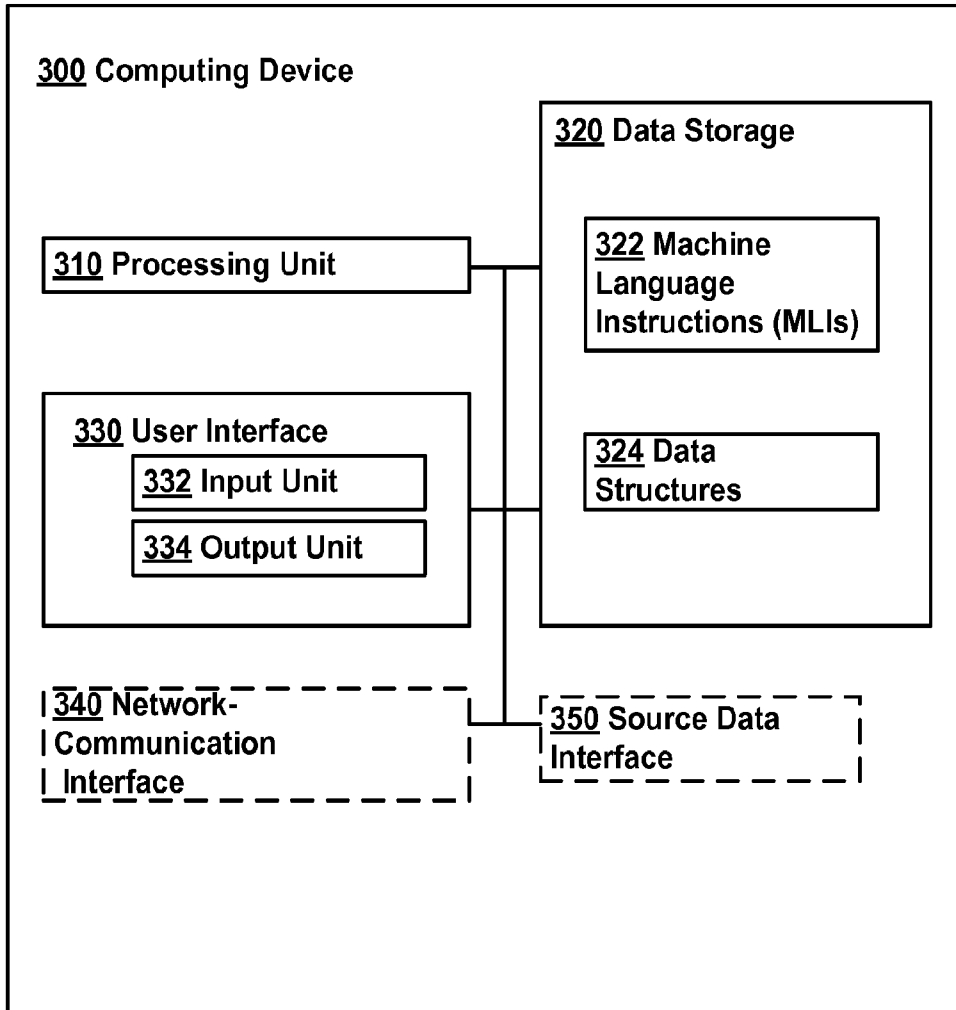 300 Computing Device
320 Data Storage
310 Processing Unit
322 Machine
Language
Instructions (MLIs)
330 User Interface
332 Input Unit
334 Output Unit
324 Data
Structures
340 Network-
Communication
Interface
350 Source Data
Interface